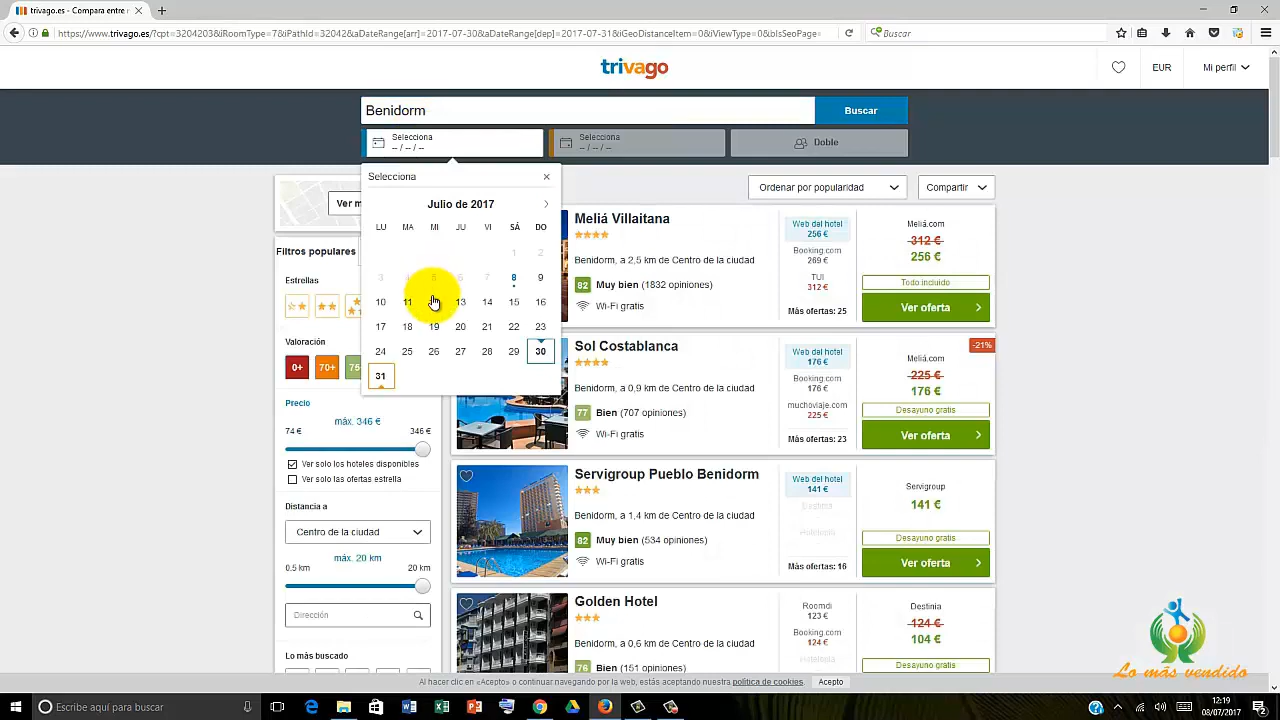 trivago.es - Compara entre r
https://www.trivago.es/?cpt=3204203&iRoomType=7&iPathId=32042&aDateRange[arr]=2017-07-30&aDateRange[dep]=2017-07-31&iGeoDistanceItem=0&iViewType=0&bIsSeoPage=
Buscar
trivago
EUR
Mi perfil
Benidorm
Buscar
Selecciona
-- / -- / --
Selecciona
-- / -- / --
Doble
Selecciona
Julio de 2017
LU MA MI JU VI SÁ DO
1 2
3 4 5 6 7 8 9
10 11 13 14 15 16
17 18 19 20 21 22 23
24 25 26 27 28 29 30
31
Ver m
Filtros populares
Estrellas
Valoración
0+ 70+ 75
Precio
máx. 346 €
74 € 346 €
Ver solo los hoteles disponibles
Ver solo las ofertas estrella
Distancia a
Centro de la ciudad
máx. 20 km
0.5 km 20 km
Dirección
Lo más buscado
Ordenar por popularidad
Compartir
Meliá Villaitana
Benidorm, a 2,5 km de Centro de la ciudad
82 Muy bien (1832 opiniones)
Wi-Fi gratis
Web del hotel
256 €
Booking.com
269 €
TUI
312 €
Más ofertas: 25
Meliá.com
312 €
256 €
Todo incluido
Ver oferta
Sol Costablanca
Benidorm, a 0,9 km de Centro de la ciudad
77 Bien (707 opiniones)
Wi-Fi gratis
Web del hotel
176 €
Booking.com
176 €
muchoviaje.com
225 €
Más ofertas: 23
-21%
Meliá.com
225 €
176 €
Desayuno gratis
Ver oferta
Servigroup Pueblo Benidorm
Benidorm, a 1,4 km de Centro de la ciudad
82 Muy bien (534 opiniones)
Wi-Fi gratis
Web del hotel
141 €
Destinia
Hotelopia
Más ofertas: 16
Servigroup
141 €
Desayuno gratis
Ver oferta
Golden Hotel
Benidorm, a 0,6 km de Centro de la ciudad
76 Bien (151 opiniones)
Roomdi
123 €
Booking.com
124 €
Hotelopia
Destinia
124 €
104 €
Desayuno gratis
Lo más vendido
Al hacer clic en «Acepto» o continuar navegando por la web, estás aceptando nuestra política de cookies. Acepto
Escribe aquí para buscar
12:19
08/07/2017